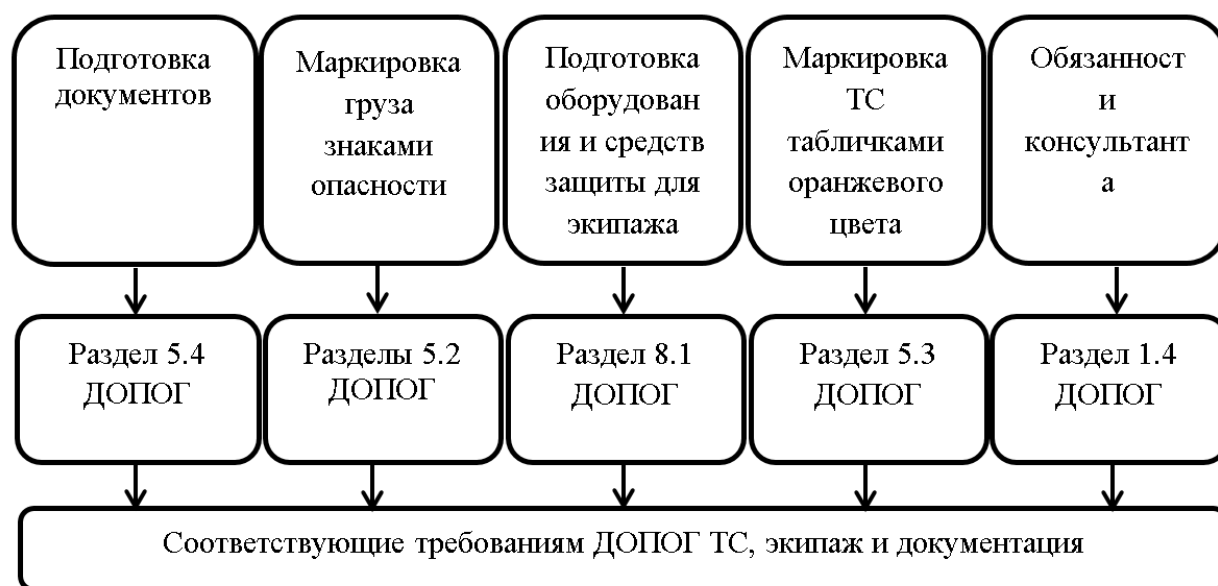 Подготовка
документов
Маркировка
груза
знаками
опасности
Подготовка
оборудован
ия и средств
защиты для
экипажа
Маркировка
ТС
табличками
оранжевого
цвета
Обязанност
и
консультант
а
Раздел 5.4
ДОПОГ
Разделы 5.2
ДОПОГ
Раздел 8.1
ДОПОГ
Раздел 5.3
ДОПОГ
Раздел 1.4
ДОПОГ
Соответствующие требованиям ДОПОГ ТС, экипаж и документация